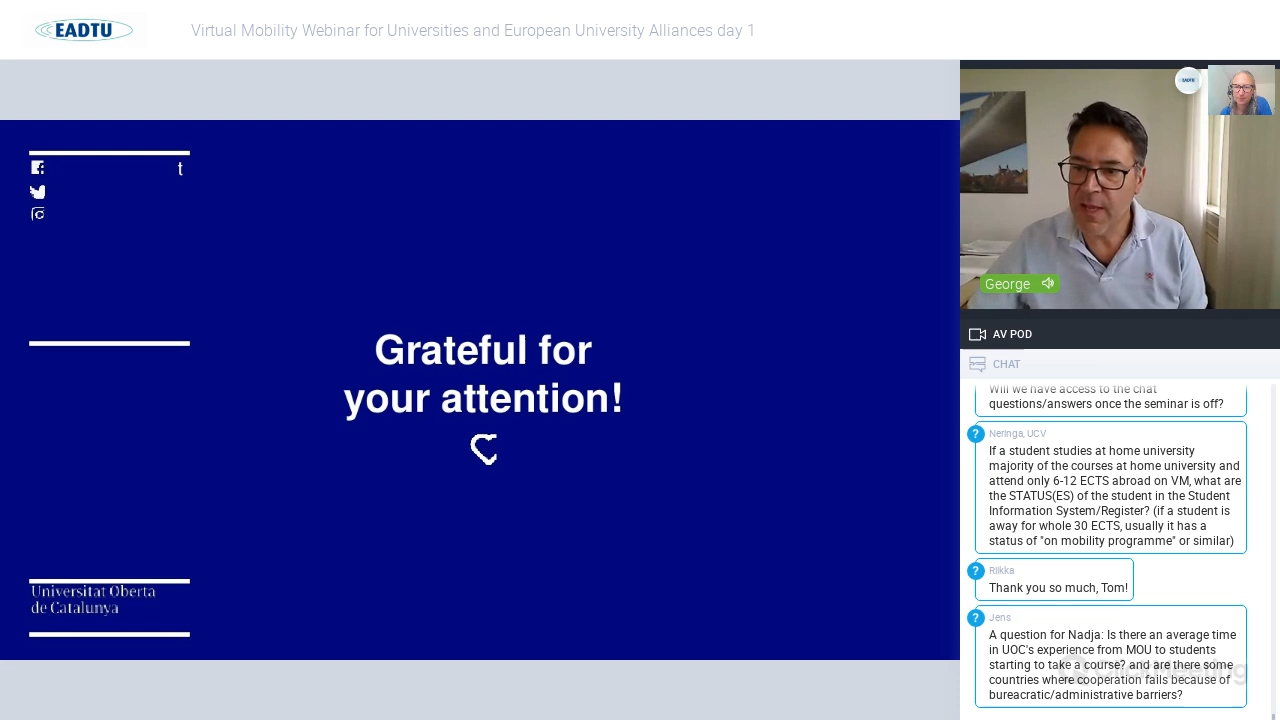 EADTU
Virtual Mobility Webinar for Universities and European University Alliances day 1
t
Grateful for
your attention!
Universitat Oberta
de Catalunya
EADTU
George
AV POD
CHAT
Will we have access to the chat
questions/answers once the seminar is off?
?
Neringa, UCV
If a student studies at home university
majority of the courses at home university and
attend only 6-12 ECTS abroad on VM, what are
the STATUS(ES) of the student in the Student
Information System/Register? (if a student is
away for whole 30 ECTS, usually it has a
status of "on mobility programme" or similar)
?
Riikka
Thank you so much, Tom!
?
Jens
A question for Nadja: Is there an average time
in UOC's experience from MOU to students
starting to take a course? and are there some
countries where cooperation fails because of
bureacratic/administrative barriers?
ClickMeeting